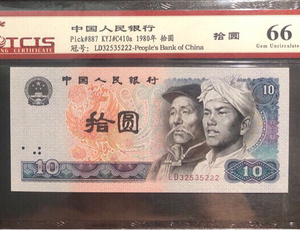 TCIS
中国人民银行
拾圆
66
Pick#887 KYJ#C410a 1980年 拾圆
Gem Uncirculated
冠号: LD32535222-People's Bank of China
中国人民银行
10
拾圆
10
10
LD32535222